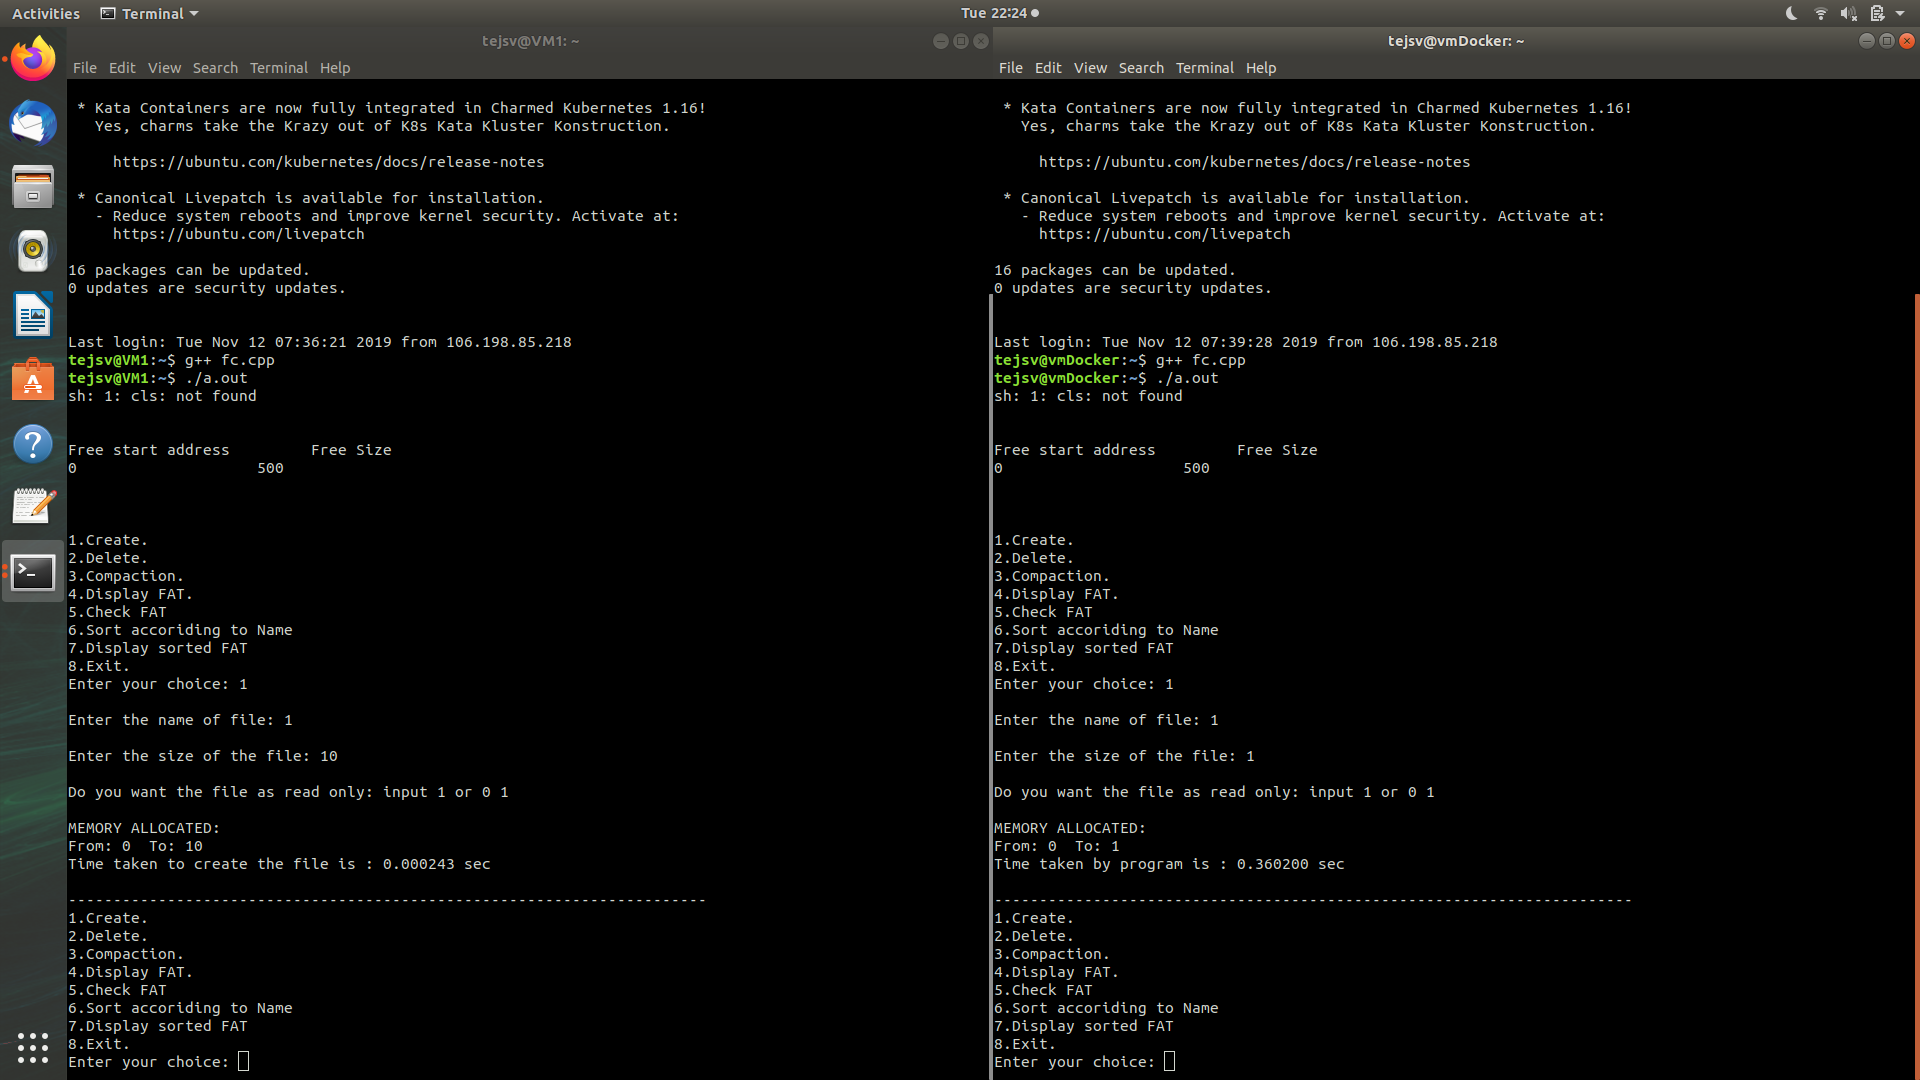 Activities Terminal Tue 22:24
tejsv@VM1: ~
File Edit View Search Terminal Help
* Kata Containers are now fully integrated in Charmed Kubernetes 1.16!
Yes, charms take the Krazy out of K8s Kata Kluster Konstruction.
https://ubuntu.com/kubernetes/docs/release-notes
* Canonical Livepatch is available for installation.
- Reduce system reboots and improve kernel security. Activate at:
https://ubuntu.com/livepatch
16 packages can be updated.
0 updates are security updates.
Last login: Tue Nov 12 07:36:21 2019 from 106.198.85.218
tejsv@VM1:~$ g++ fc.cpp
tejsv@VM1:~$ ./a.out
sh: 1: cls: not found
Free start address Free Size
0 500
1.Create.
2.Delete.
3.Compaction.
4.Display FAT.
5.Check FAT
6.Sort accoriding to Name
7.Display sorted FAT
8.Exit.
Enter your choice: 1
Enter the name of file: 1
Enter the size of the file: 10
Do you want the file as read only: input 1 or 0 1
MEMORY ALLOCATED:
From: 0 To: 10
Time taken to create the file is : 0.000243 sec
-----------------------------------------------------------------------
1.Create.
2.Delete.
3.Compaction.
4.Display FAT.
5.Check FAT
6.Sort accoriding to Name
7.Display sorted FAT
8.Exit.
Enter your choice:
tejsv@vmDocker: ~
File Edit View Search Terminal Help
* Kata Containers are now fully integrated in Charmed Kubernetes 1.16!
Yes, charms take the Krazy out of K8s Kata Kluster Konstruction.
https://ubuntu.com/kubernetes/docs/release-notes
* Canonical Livepatch is available for installation.
- Reduce system reboots and improve kernel security. Activate at:
https://ubuntu.com/livepatch
16 packages can be updated.
0 updates are security updates.
Last login: Tue Nov 12 07:39:28 2019 from 106.198.85.218
tejsv@vmDocker:~$ g++ fc.cpp
tejsv@vmDocker:~$ ./a.out
sh: 1: cls: not found
Free start address Free Size
0 500
1.Create.
2.Delete.
3.Compaction.
4.Display FAT.
5.Check FAT
6.Sort accoriding to Name
7.Display sorted FAT
8.Exit.
Enter your choice: 1
Enter the name of file: 1
Enter the size of the file: 1
Do you want the file as read only: input 1 or 0 1
MEMORY ALLOCATED:
From: 0 To: 1
Time taken by program is : 0.360200 sec
-----------------------------------------------------------------------
1.Create.
2.Delete.
3.Compaction.
4.Display FAT.
5.Check FAT
6.Sort accoriding to Name
7.Display sorted FAT
8.Exit.
Enter your choice: